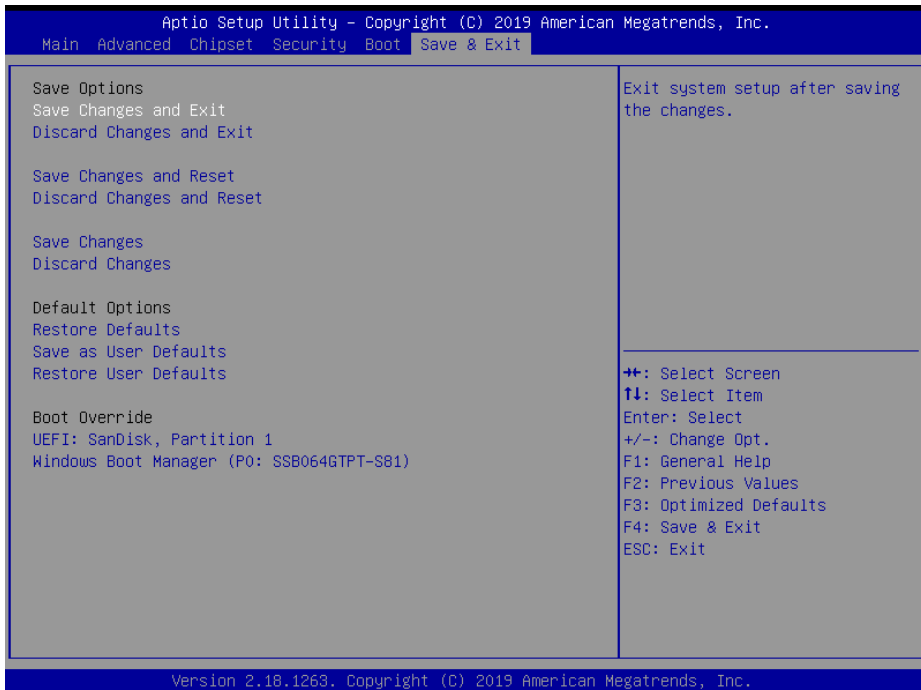 Aptio Setup Utility – Copyright (C) 2019 American Megatrends, Inc.
Main Advanced Chipset Security Boot Save & Exit
Save Options
Save Changes and Exit
Discard Changes and Exit
Save Changes and Reset
Discard Changes and Reset
Save Changes
Discard Changes
Default Options
Restore Defaults
Save as User Defaults
Restore User Defaults
Boot Override
UEFI: SanDisk, Partition 1
Windows Boot Manager (P0: SSB064GTPT-S81)
Exit system setup after saving
the changes.
→←: Select Screen
↑↓: Select Item
Enter: Select
+/-: Change Opt.
F1: General Help
F2: Previous Values
F3: Optimized Defaults
F4: Save & Exit
ESC: Exit
Version 2.18.1263. Copyright (C) 2019 American Megatrends, Inc.